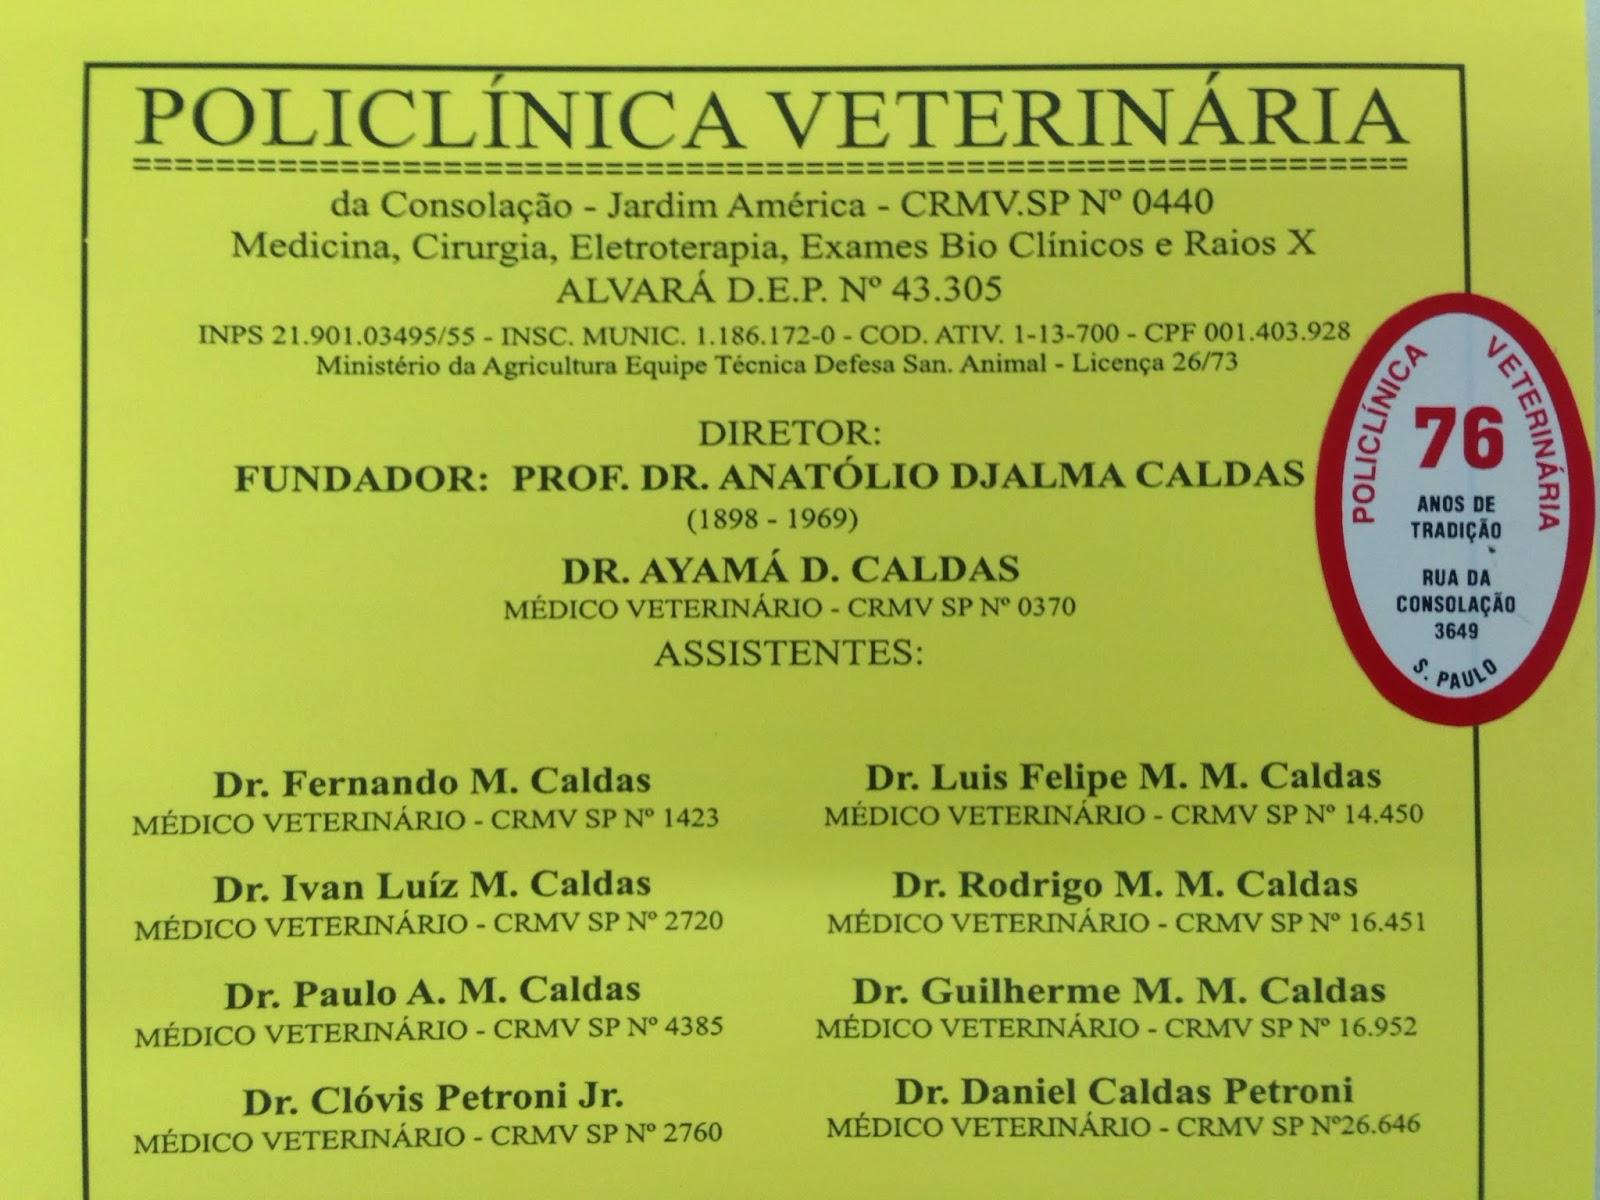 POLICLÍNICA VETERINÁRIA
da Consolação - Jardim América - CRMV.SP Nº 0440
Medicina, Cirurgia, Eletroterapia, Exames Bio Clínicos e Raios X
ALVARÁ D.E.P. Nº 43.305
INPS 21.901.03495/55 - INSC. MUNIC. 1.186.172-0 - COD. ATIV. 1-13-700 - CPF 001.403.928
Ministério da Agricultura Equipe Técnica Defesa San. Animal - Licença 26/73
DIRETOR:
FUNDADOR: PROF. DR. ANATÓLIO DJALMA CALDAS
(1898 - 1969)
DR. AYAMÁ D. CALDAS
MÉDICO VETERINÁRIO - CRMV SP Nº 0370
ASSISTENTES:
POLICLÍNICA VETERINÁRIA
76
ANOS DE
TRADIÇÃO
RUA DA
CONSOLAÇÃO
3649
S. PAULO
Dr. Fernando M. Caldas
MÉDICO VETERINÁRIO - CRMV SP Nº 1423
Dr. Ivan Luíz M. Caldas
MÉDICO VETERINÁRIO - CRMV SP Nº 2720
Dr. Paulo A. M. Caldas
MÉDICO VETERINÁRIO - CRMV SP Nº 4385
Dr. Clóvis Petroni Jr.
MÉDICO VETERINÁRIO - CRMV SP Nº 2760
Dr. Luis Felipe M. M. Caldas
MÉDICO VETERINÁRIO - CRMV SP Nº 14.450
Dr. Rodrigo M. M. Caldas
MÉDICO VETERINÁRIO - CRMV SP Nº 16.451
Dr. Guilherme M. M. Caldas
MÉDICO VETERINÁRIO - CRMV SP Nº 16.952
Dr. Daniel Caldas Petroni
MÉDICO VETERINÁRIO - CRMV SP Nº26.646